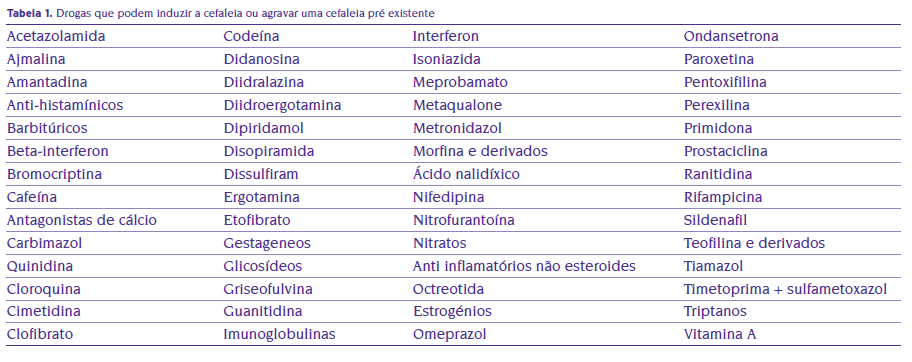 Tabela 1. Drogas que podem induzir a cefaleia ou agravar uma cefaleia pré existente
Acetazolamida Codeína Interferon Ondansetrona
Ajmalina Didanosina Isoniazida Paroxetina
Amantadina Diidralazina Meprobamato Pentoxifilina
Anti-histamínicos Diidroergotamina Metaqualone Perexilina
Barbitúricos Dipiridamol Metronidazol Primidona
Beta-interferon Disopiramida Morfina e derivados Prostaciclina
Bromocriptina Dissulfiram Ácido nalidíxico Ranitidina
Cafeína Ergotamina Nifedipina Rifampicina
Antagonistas de cálcio Etofibrato Nitrofurantoína Sildenafil
Carbimazol Gestageneos Nitratos Teofilina e derivados
Quinidina Glicosídeos Anti inflamatórios não esteroides Tiamazol
Cloroquina Griseofulvina Octreotida Timetoprima + sulfametoxazol
Cimetidina Guanitidina Estrogénios Triptanos
Clofibrato Imunoglobulinas Omeprazol Vitamina A